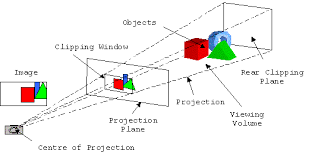 Objects
Clipping Window
Image
Rear Clipping
Plane
Projection
Viewing
Volume
Projection
Plane
Centre of Projection